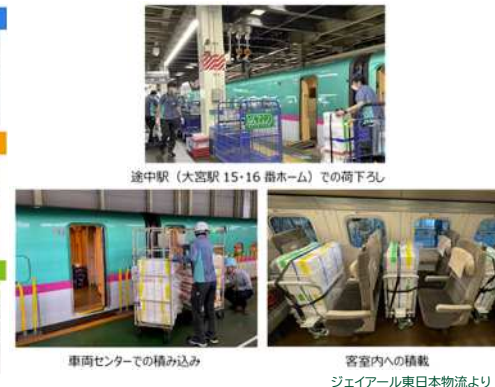 途中駅（大宮駅 15･16 番ホーム）での荷下ろし
車両センターでの積み込み
客室内への積載
ジェイアール東日本物流より